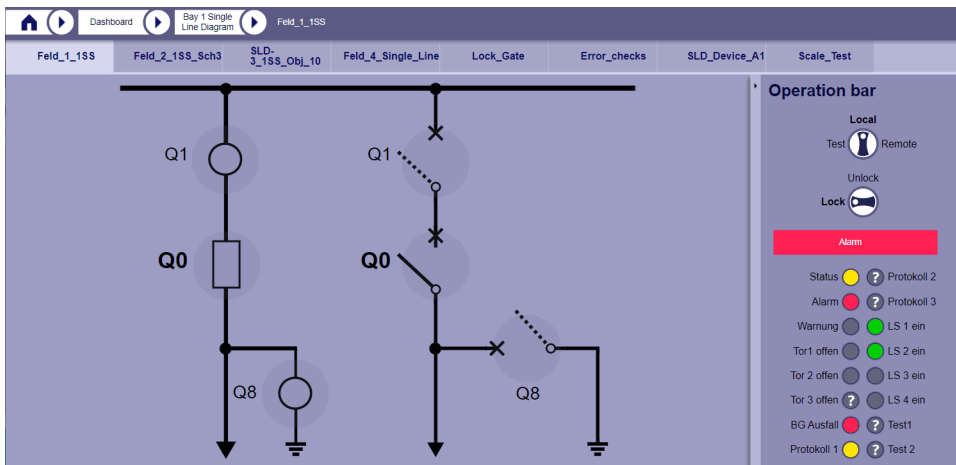 Dashboard
Bay 1 Single
Line Diagram
Feld_1_1SS
Feld_1_1SS
Feld_2_1SS_Sch3
SLD-
3_1SS_Obj_10
Feld_4_Single_Line
Lock_Gate
Error_checks
SLD_Device_A1
Scale_Test
Operation bar
Local
Test
Remote
Unlock
Lock
Alarm
Q1
Q1
Q0
Q0
Q8
Q8
Status ? Protokoll 2
Alarm ? Protokoll 3
Warnung LS 1 ein
Tor1 offen LS 2 ein
Tor 2 offen LS 3 ein
Tor 3 offen ? LS 4 ein
BG Ausfall ? Test1
Protokoll 1 ? Test 2